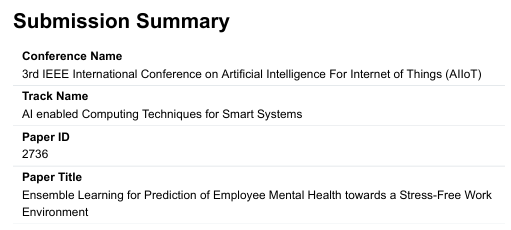 Submission Summary
Conference Name
3rd IEEE International Conference on Artificial Intelligence For Internet of Things (AIIoT)
Track Name
AI enabled Computing Techniques for Smart Systems
Paper ID
2736
Paper Title
Ensemble Learning for Prediction of Employee Mental Health towards a Stress-Free Work
Environment